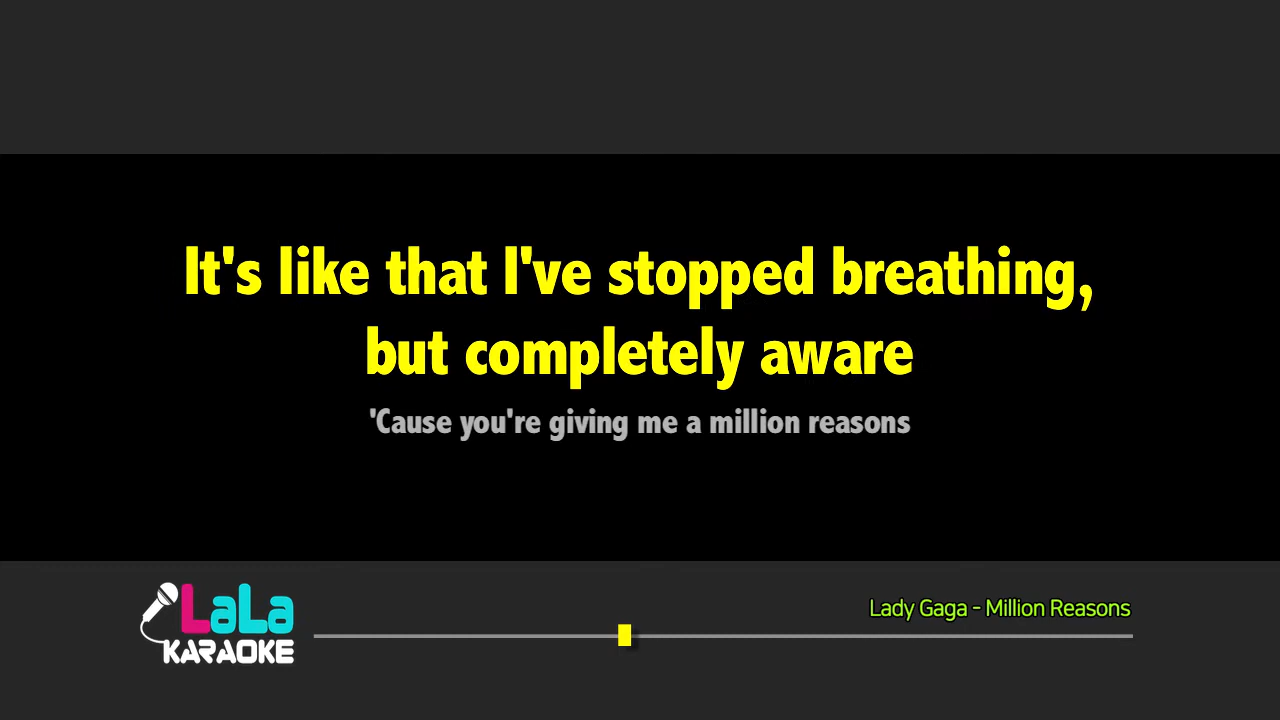 It's like that I've stopped breathing,
but completely aware
'Cause you're giving me a million reasons
Lady Gaga - Million Reasons
LaLa
KARAOKE